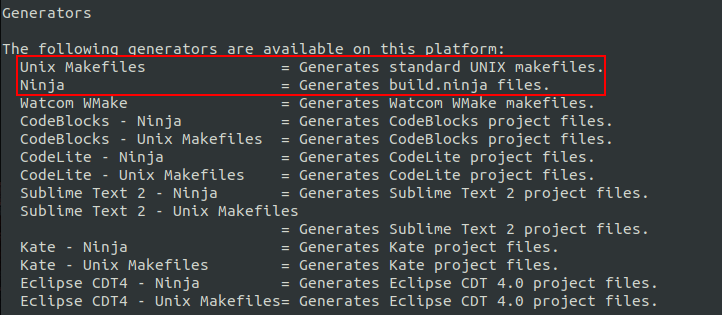 Generators
The following generators are available on this platform:
Unix Makefiles = Generates standard UNIX makefiles.
Ninja = Generates build.ninja files.
Watcom WMake = Generates Watcom WMake makefiles.
CodeBlocks - Ninja = Generates CodeBlocks project files.
CodeBlocks - Unix Makefiles = Generates CodeBlocks project files.
CodeLite - Ninja = Generates CodeLite project files.
CodeLite - Unix Makefiles = Generates CodeLite project files.
Sublime Text 2 - Ninja = Generates Sublime Text 2 project files.
Sublime Text 2 - Unix Makefiles
= Generates Sublime Text 2 project files.
Kate - Ninja = Generates Kate project files.
Kate - Unix Makefiles = Generates Kate project files.
Eclipse CDT4 - Ninja = Generates Eclipse CDT 4.0 project files.
Eclipse CDT4 - Unix Makefiles= Generates Eclipse CDT 4.0 project files.